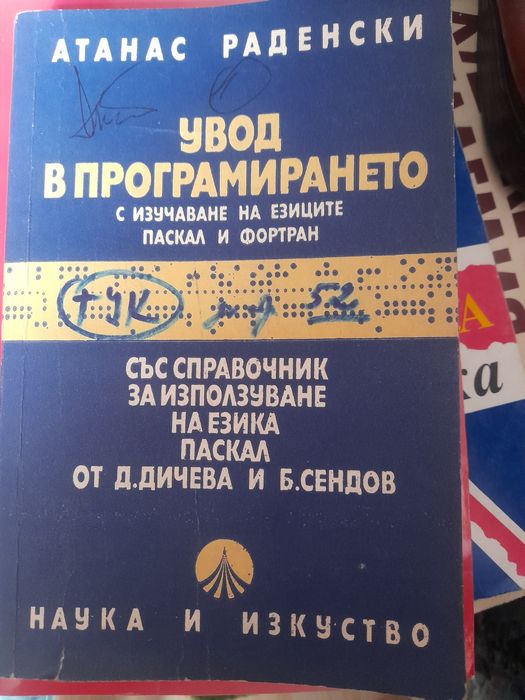 АТАНАС РАДЕНСКИ
УВОД
В ПРОГРАМИРАНЕТО
С ИЗУЧАВАНЕ НА ЕЗИЦИТЕ
ПАСКАЛ И ФОРТРАН
52
СЪС СПРАВОЧНИК
ЗА ИЗПОЛЗУВАНЕ
НА ЕЗИКА
ПАСКАЛ
ОТ Д.ДИЧЕВА И Б.СЕНДОВ
НАУКА И ИЗКУСТВО